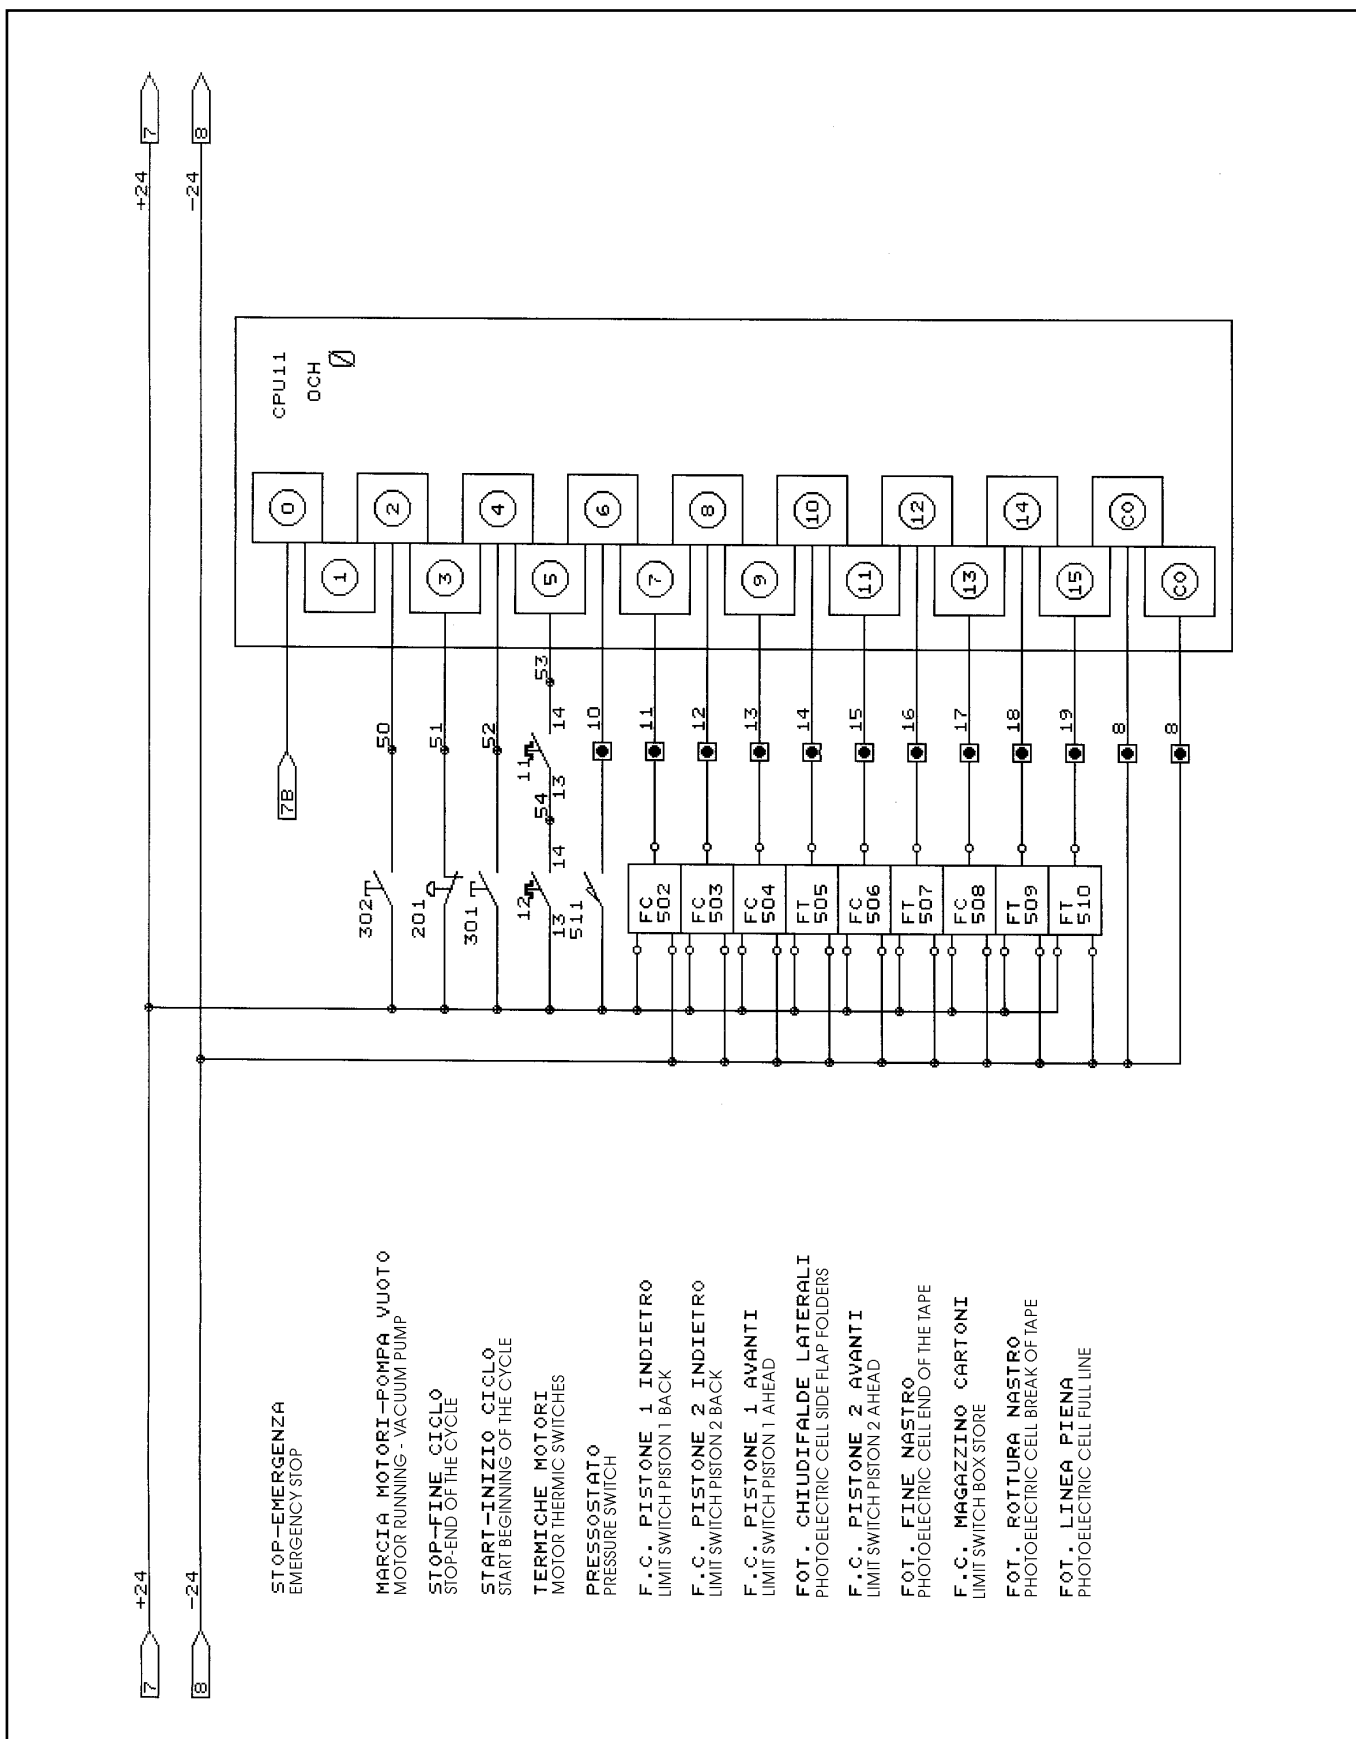 7
+24
+24
7
8
-24
-24
8
STOP-EMERGENZA
EMERGENCY STOP
7B
0
CPU11
0CH
0
1
MARCIA MOTORI-POMPA VUOTO
MOTOR RUNNING - VACUUM PUMP
302
50
2
STOP-FINE CICLO
STOP-END OF THE CYCLE
201
51
3
START-INIZIO CICLO
START BEGINNING OF THE CYCLE
301
52
4
TERMICHE MOTORI
MOTOR THERMIC SWITCHES
12
13
14
54
11
13
14
53
5
PRESSOSTATO
PRESSURE SWITCH
511
10
6
F.C. PISTONE 1 INDIETRO
LIMIT SWITCH PISTON 1 BACK
FC
502
11
7
F.C. PISTONE 2 INDIETRO
LIMIT SWITCH PISTON 2 BACK
FC
503
12
8
F.C. PISTONE 1 AVANTI
LIMIT SWITCH PISTON 1 AHEAD
FC
504
13
9
FOT. CHIUDIFALDE LATERALI
PHOTOELECTRIC CELL SIDE FLAP FOLDERS
FT
505
14
10
F.C. PISTONE 2 AVANTI
LIMIT SWITCH PISTON 2 AHEAD
FC
506
15
11
FOT. FINE NASTRO
PHOTOELECTRIC CELL END OF THE TAPE
FT
507
16
12
F.C. MAGAZZINO CARTONI
LIMIT SWITCH BOX STORE
FC
508
17
13
FOT. ROTTURA NASTRO
PHOTOELECTRIC CELL BREAK OF TAPE
FT
509
18
14
FOT. LINEA PIENA
PHOTOELECTRIC CELL FULL LINE
FT
510
19
15
8
CO
8
CO